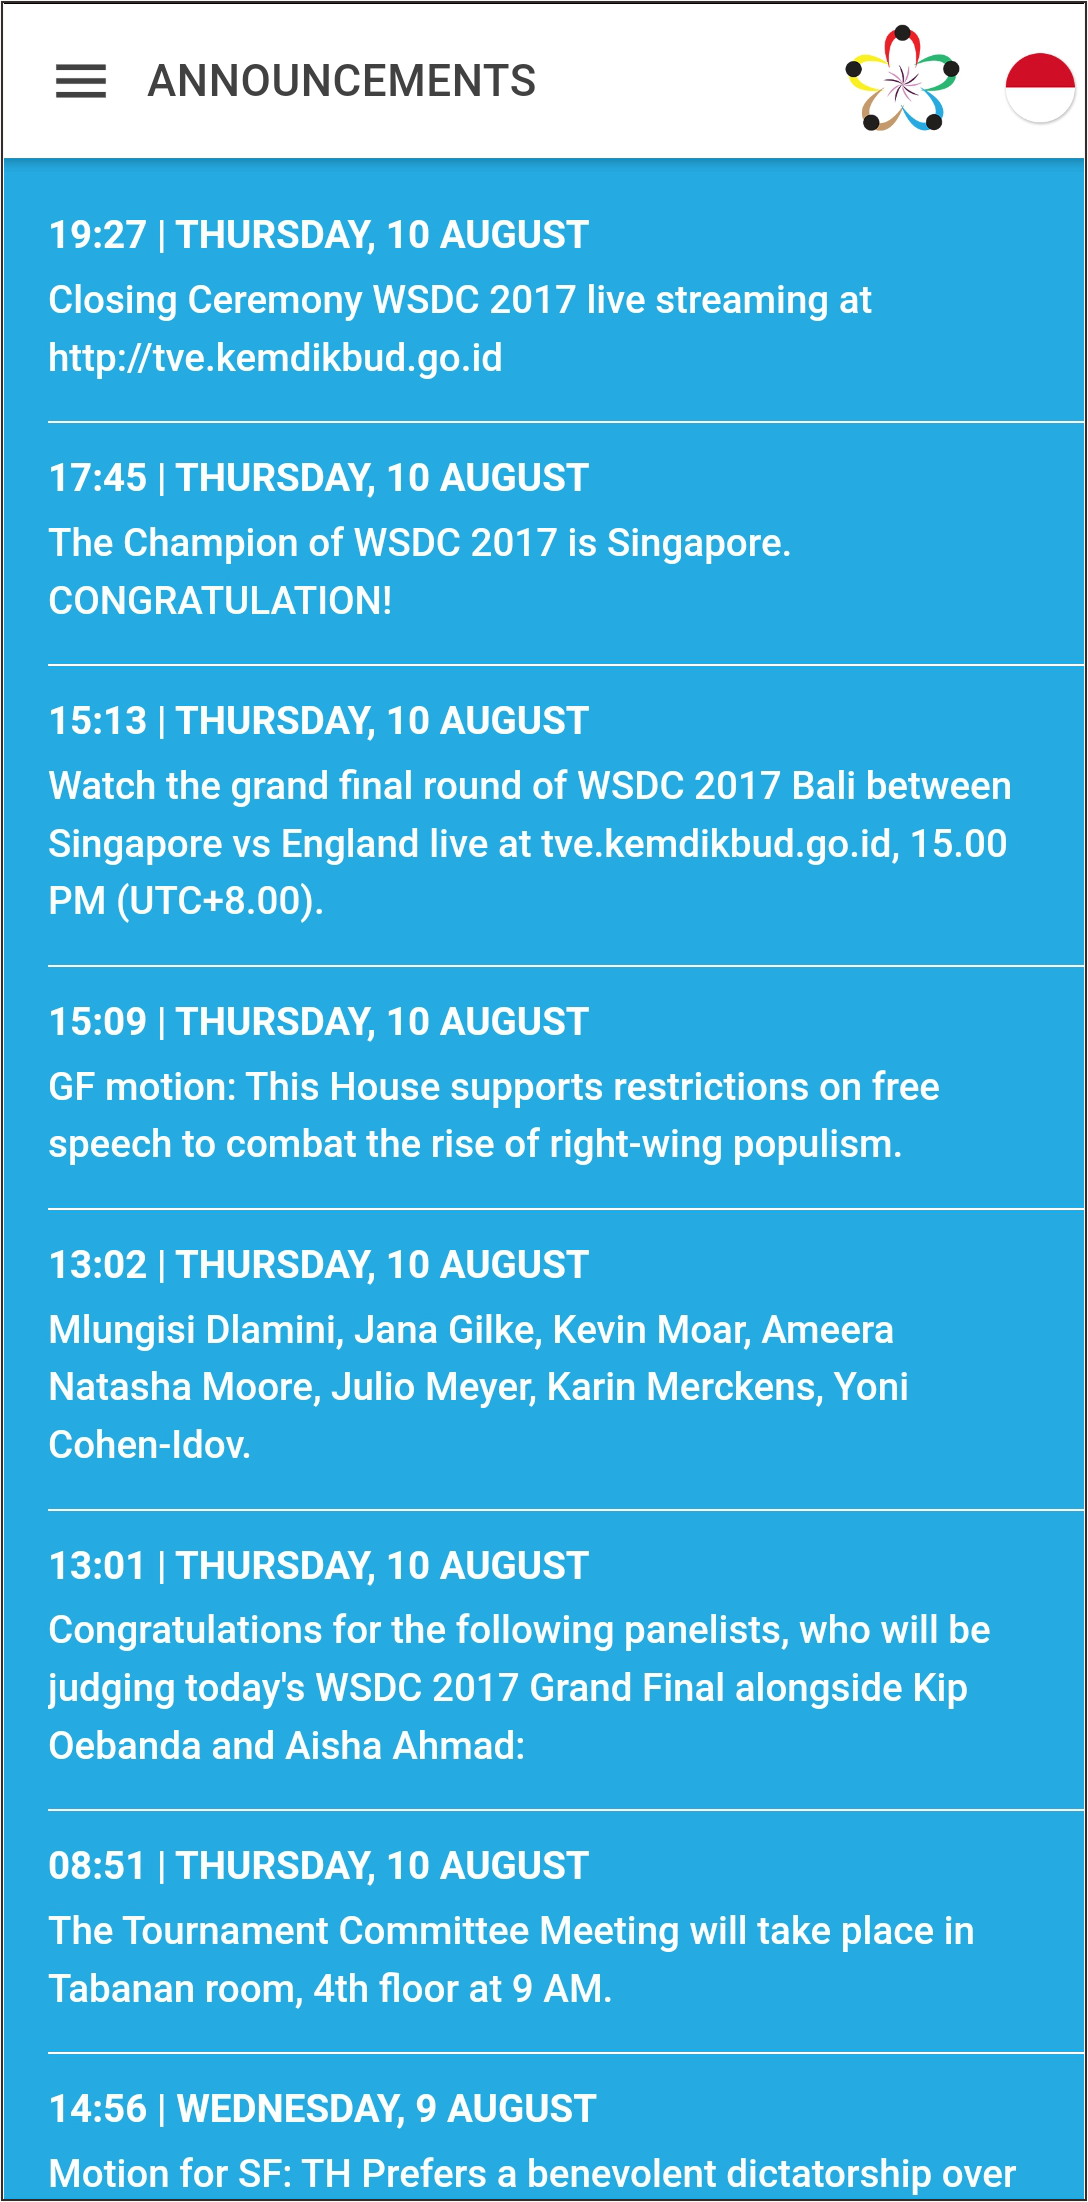 ANNOUNCEMENTS
19:27 | THURSDAY, 10 AUGUST
Closing Ceremony WSDC 2017 live streaming at
http://tve.kemdikbud.go.id
17:45 | THURSDAY, 10 AUGUST
The Champion of WSDC 2017 is Singapore.
CONGRATULATION!
15:13 | THURSDAY, 10 AUGUST
Watch the grand final round of WSDC 2017 Bali between
Singapore vs England live at tve.kemdikbud.go.id, 15.00
PM (UTC+8.00).
15:09 | THURSDAY, 10 AUGUST
GF motion: This House supports restrictions on free
speech to combat the rise of right-wing populism.
13:02 | THURSDAY, 10 AUGUST
Mlungisi Dlamini, Jana Gilke, Kevin Moar, Ameera
Natasha Moore, Julio Meyer, Karin Merckens, Yoni
Cohen-Idov.
13:01 | THURSDAY, 10 AUGUST
Congratulations for the following panelists, who will be
judging today's WSDC 2017 Grand Final alongside Kip
Oebanda and Aisha Ahmad:
08:51 | THURSDAY, 10 AUGUST
The Tournament Committee Meeting will take place in
Tabanan room, 4th floor at 9 AM.
14:56 | WEDNESDAY, 9 AUGUST
Motion for SF: TH Prefers a benevolent dictatorship over